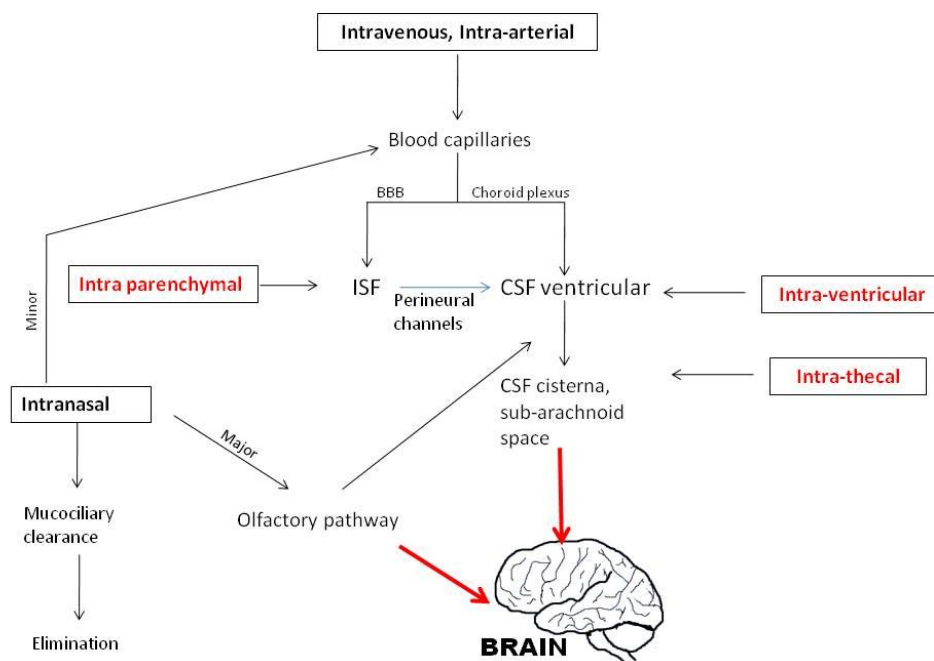 Intravenous, Intra-arterial
Blood capillaries
BBB
Choroid plexus
Intra parenchymal
ISF
Perineural
channels
CSF ventricular
Intra-ventricular
Minor
Intra-thecal
CSF cisterna,
sub-arachnoid
space
Intranasal
Major
Mucociliary
clearance
Olfactory pathway
Elimination
BRAIN